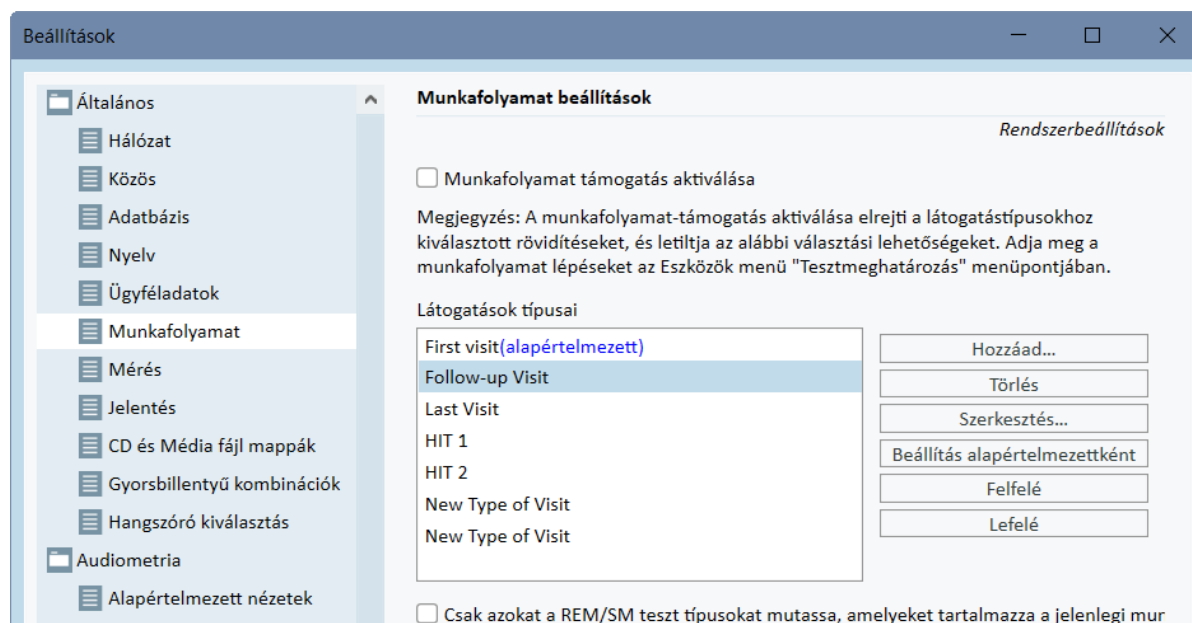 Beállítások
Általános
Hálózat
Közös
Adatbázis
Nyelv
Ügyféladatok
Munkafolyamat
Mérés
Jelentés
CD és Média fájl mappák
Gyorsbillentyű kombinációk
Hangszóró kiválasztás
Audiometria
Alapértelmezett nézetek
Munkafolyamat beállítások
Rendszerbeállítások
Munkafolyamat támogatás aktiválása
Megjegyzés: A munkafolyamat-támogatás aktiválása elrejti a látogatástípusokhoz
kiválasztott rövidítéseket, és letiltja az alábbi választási lehetőségeket. Adja meg a
munkafolyamat lépéseket az Eszközök menü "Tesztmeghatározás" menüpontjában.
Látogatások típusai
First visit(alapértelmezett)
Follow-up Visit
Last Visit
HIT 1
HIT 2
New Type of Visit
New Type of Visit
Hozzáad...
Törlés
Szerkesztés...
Beállítás alapértelmezettként
Felfelé
Lefelé
Csak azokat a REM/SM teszt típusokat mutassa, amelyeket tartalmazza a jelenlegi mur